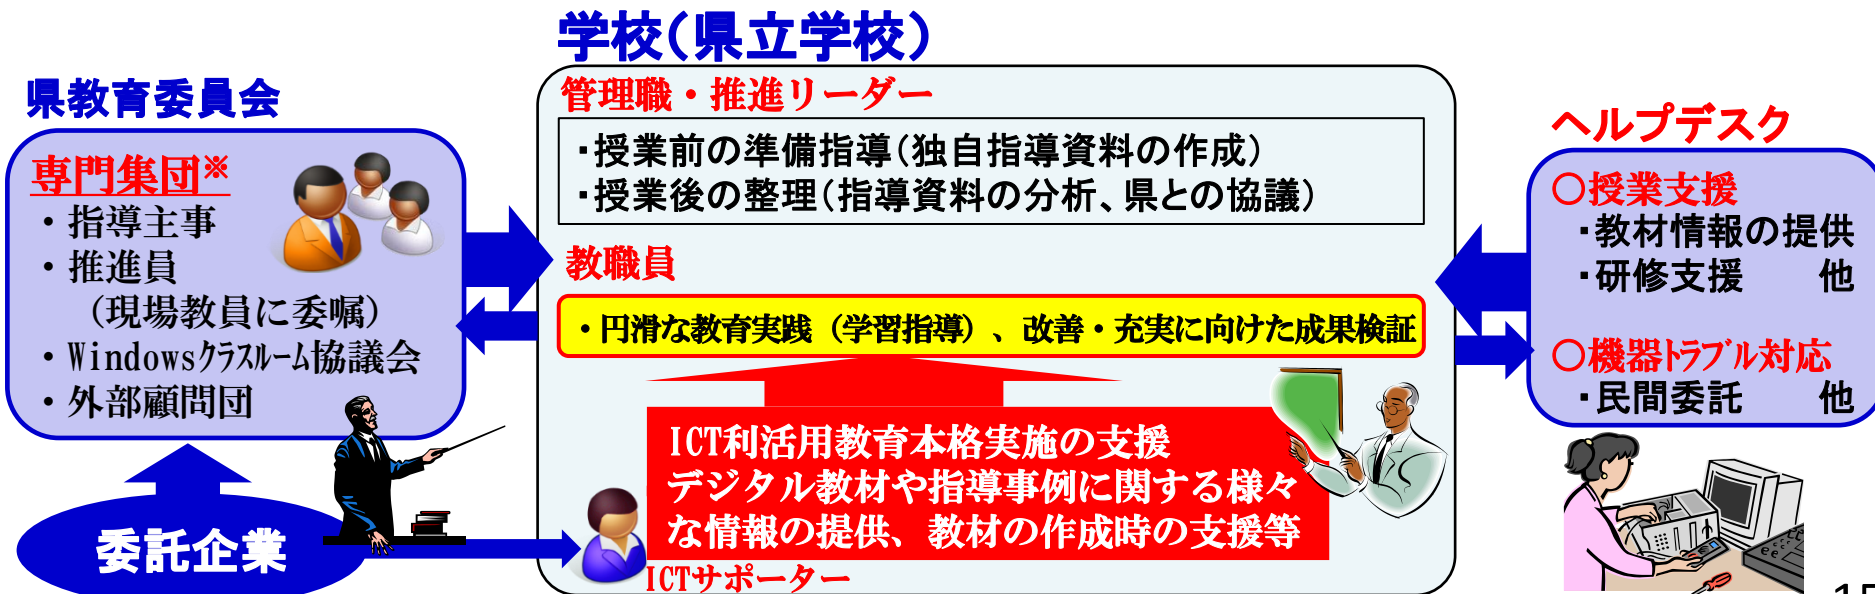 学校(県立学校)
県教育委員会
専門集団※
・指導主事
・推進員
(現場教員に委嘱)
・Windowsクラスルーム協議会
・外部顧問団
委託企業
管理職・推進リーダー
・授業前の準備指導(独自指導資料の作成)
・授業後の整理(指導資料の分析、県との協議)
教職員
・円滑な教育実践(学習指導)、改善・充実に向けた成果検証
ICT利活用教育本格実施の支援
デジタル教材や指導事例に関する様々
な情報の提供、教材の作成時の支援等
ICTサポーター
ヘルプデスク
○授業支援
・教材情報の提供
・研修支援 他
○機器トラブル対応
・民間委託 他